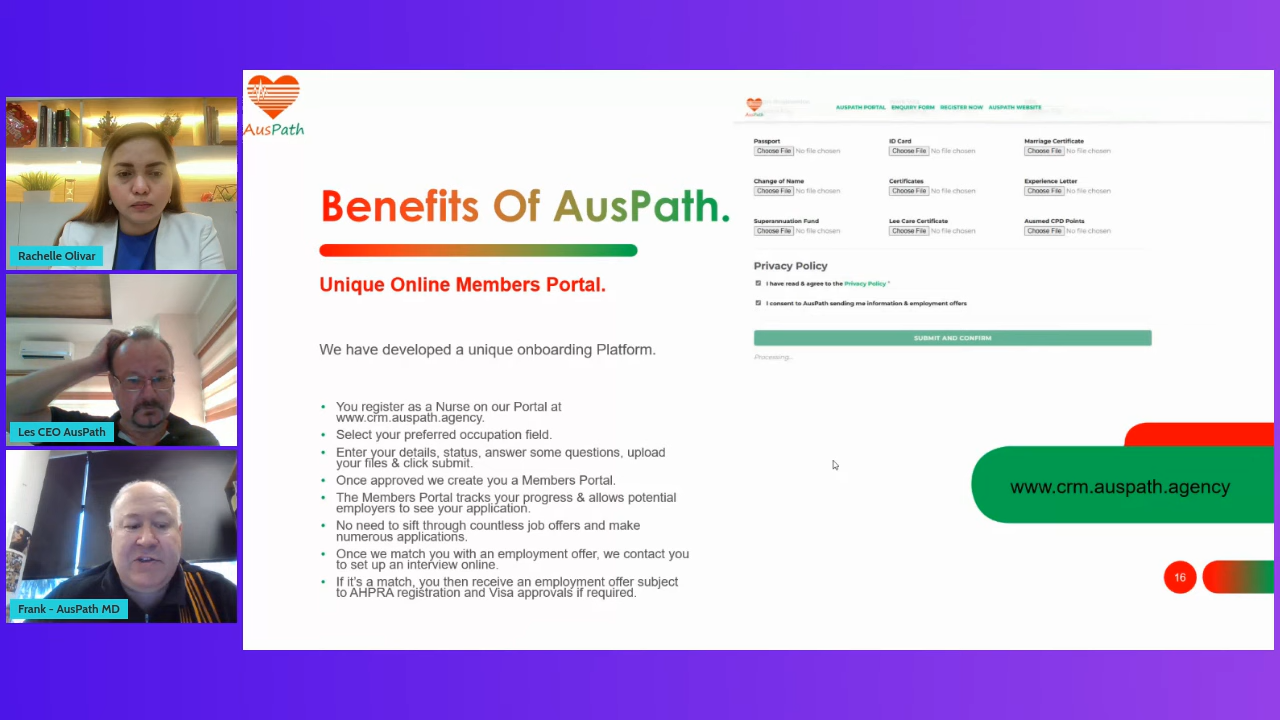 AusPath
Rachelle Olivar
Les CEO AusPath
Frank - AusPath MD
Benefits Of AusPath.
Unique Online Members Portal.
We have developed a unique onboarding Platform.
• You register as a Nurse on our Portal at
www.crm.auspath.agency.
• Select your preferred occupation field.
• Enter your details, status, answer some questions, upload
your files & click submit.
• Once approved we create you a Members Portal.
• The Members Portal tracks your progress & allows potential
employers to see your application.
• No need to sift through countless job offers and make
numerous applications.
• Once we match you with an employment offer, we contact you
to set up an interview online.
• If it's a match, you then receive an employment offer subject
to AHPRA registration and Visa approvals if required.
AusPath
AUSPATH PORTAL ENQUIRY FORM REGISTER NOW AUSPATH WEBSITE
Passport ID Card Marriage Certificate
Choose File No file chosen Choose File No file chosen Choose File No file chosen
Change of Name Certificates Experience Letter
Choose File No file chosen Choose File No file chosen Choose File No file chosen
Superannuation Fund Lee Care Certificate Ausmed CPD Points
Choose File No file chosen Choose File No file chosen Choose File No file chosen
Privacy Policy
I have read & agree to the Privacy Policy *
I consent to AusPath sending me information & employment offers
SUBMIT AND CONFIRM
Processing...
www.crm.auspath.agency
16